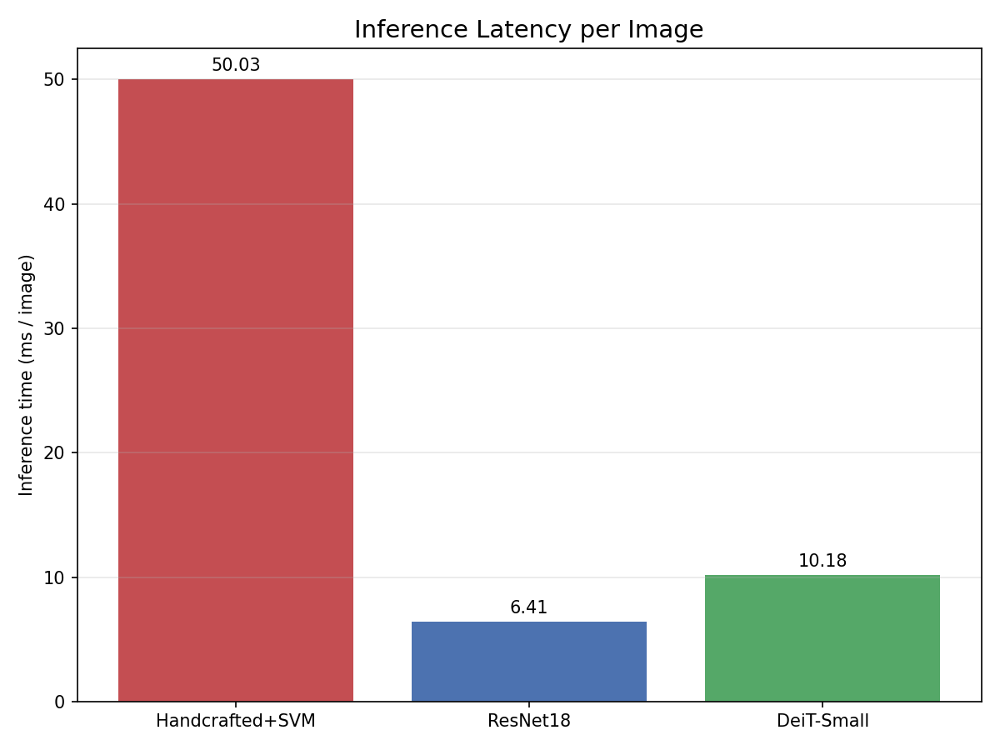 Inference Latency per Image
Inference time (ms / image)
50
40
30
20
10
0
50.03
6.41
10.18
Handcrafted+SVM
ResNet18
DeiT-Small